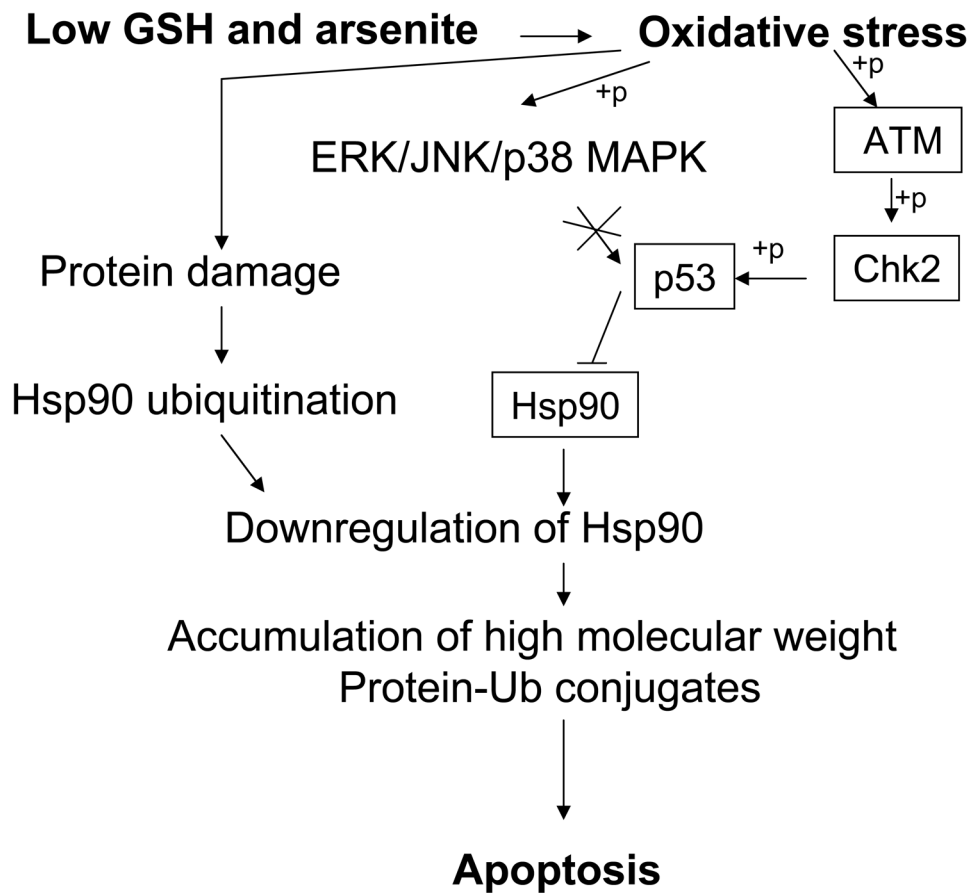 Low GSH and arsenite
Oxidative stress
+p
+p
ATM
ERK/JNK/p38 MAPK
+p
+p
Chk2
p53
Protein damage
Hsp90 ubiquitination
Hsp90
Downregulation of Hsp90
Accumulation of high molecular weight
Protein-Ub conjugates
Apoptosis